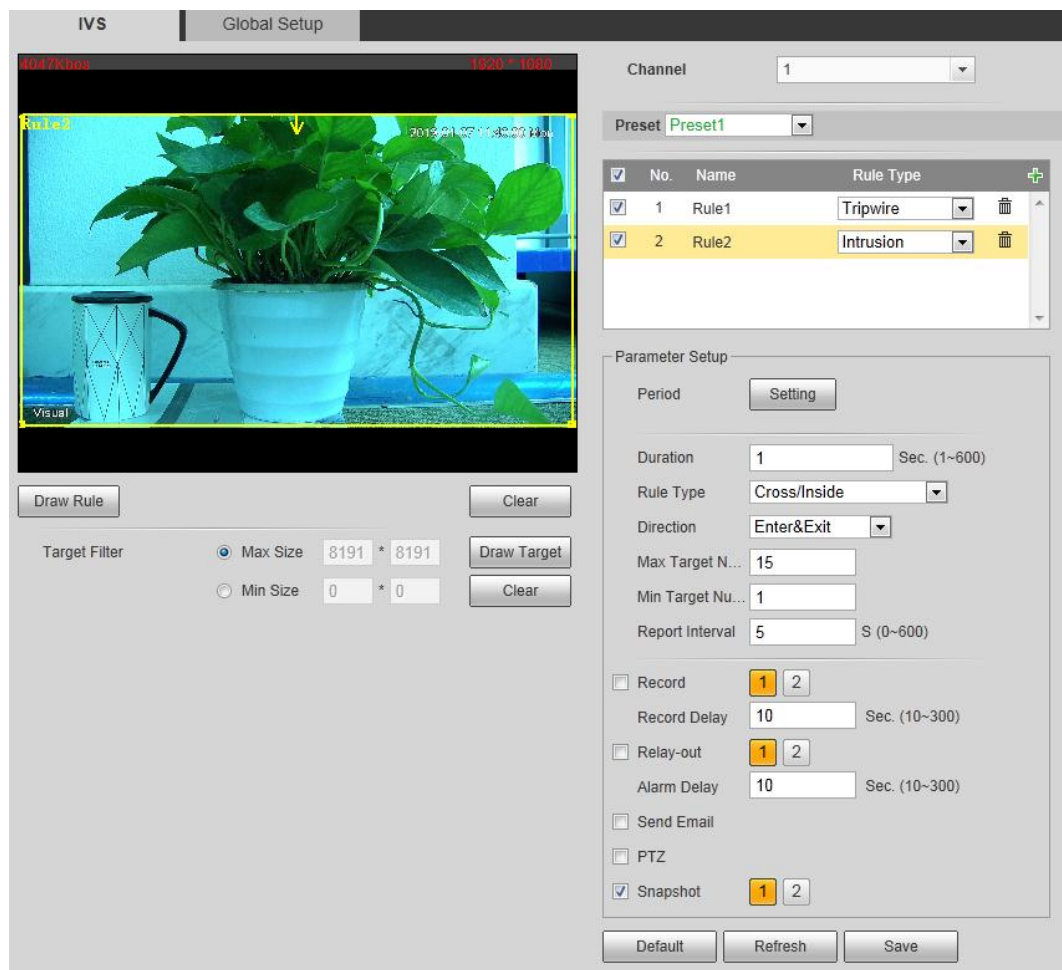 IVS Global Setup
4047Kbps 1920 * 1080
Rule2
Visual
Draw Rule Clear
Target Filter Max Size 8191 * 8191 Draw Target
Min Size 0 * 0 Clear
Channel 1
Preset Preset1
No. Name Rule Type
1 Rule1 Tripwire
2 Rule2 Intrusion
Parameter Setup
Period Setting
Duration 1 Sec. (1~600)
Rule Type Cross/Inside
Direction Enter&Exit
Max Target N... 15
Min Target Nu... 1
Report Interval 5 S (0~600)
Record 1 2
Record Delay 10 Sec. (10~300)
Relay-out 1 2
Alarm Delay 10 Sec. (10~300)
Send Email
PTZ
Snapshot 1 2
Default Refresh Save